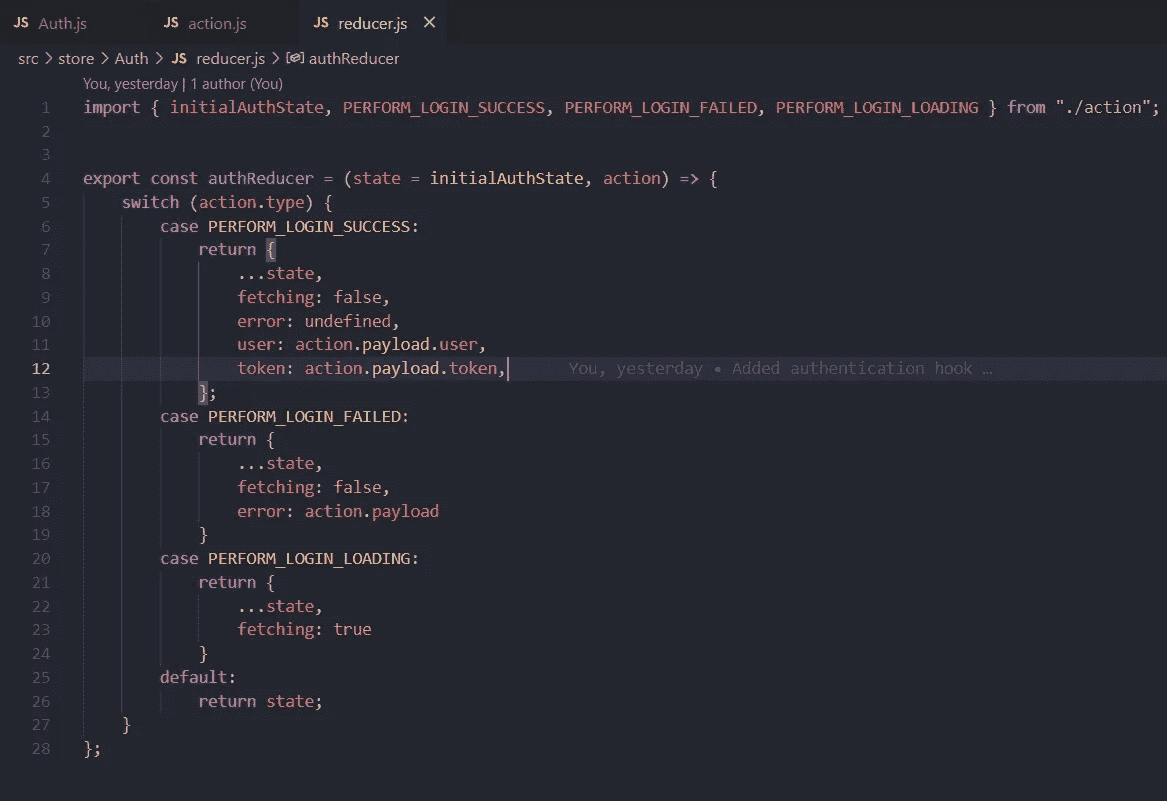 JS Auth.js JS action.js JS reducer.js ×
src > store > Auth > JS reducer.js > authReducer
You, yesterday | 1 author (You)
1 import { initialAuthState, PERFORM_LOGIN_SUCCESS, PERFORM_LOGIN_FAILED, PERFORM_LOGIN_LOADING } from "./action";
2
3
4 export const authReducer = (state = initialAuthState, action) => {
5     switch (action.type) {
6         case PERFORM_LOGIN_SUCCESS:
7             return {
8                 ...state,
9                 fetching: false,
10                 error: undefined,
11                 user: action.payload.user,
12                 token: action.payload.token, You, yesterday • Added authentication hook …
13             };
14         case PERFORM_LOGIN_FAILED:
15             return {
16                 ...state,
17                 fetching: false,
18                 error: action.payload
19             }
20         case PERFORM_LOGIN_LOADING:
21             return {
22                 ...state,
23                 fetching: true
24             }
25         default:
26             return state;
27     }
28 };